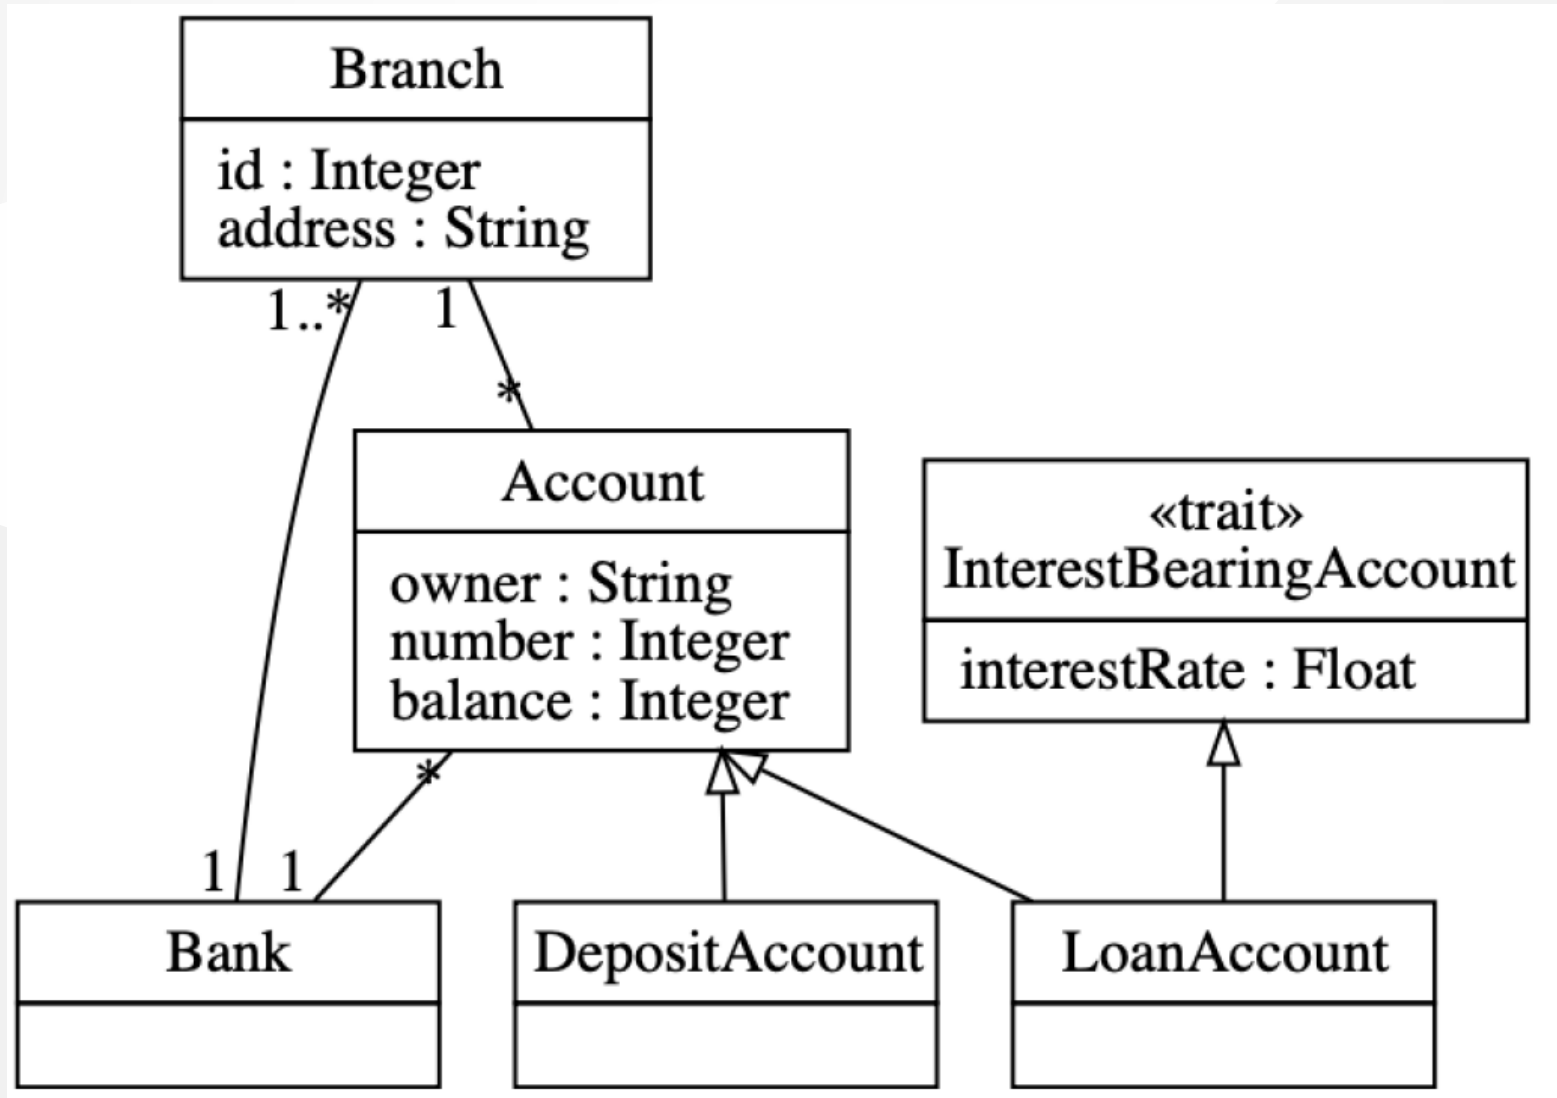 Branch
id : Integer
address : String
1..*
1
*
Account
owner : String
number : Integer
balance : Integer
«trait»
InterestBearingAccount
interestRate : Float
*
1
1
Bank
DepositAccount
LoanAccount